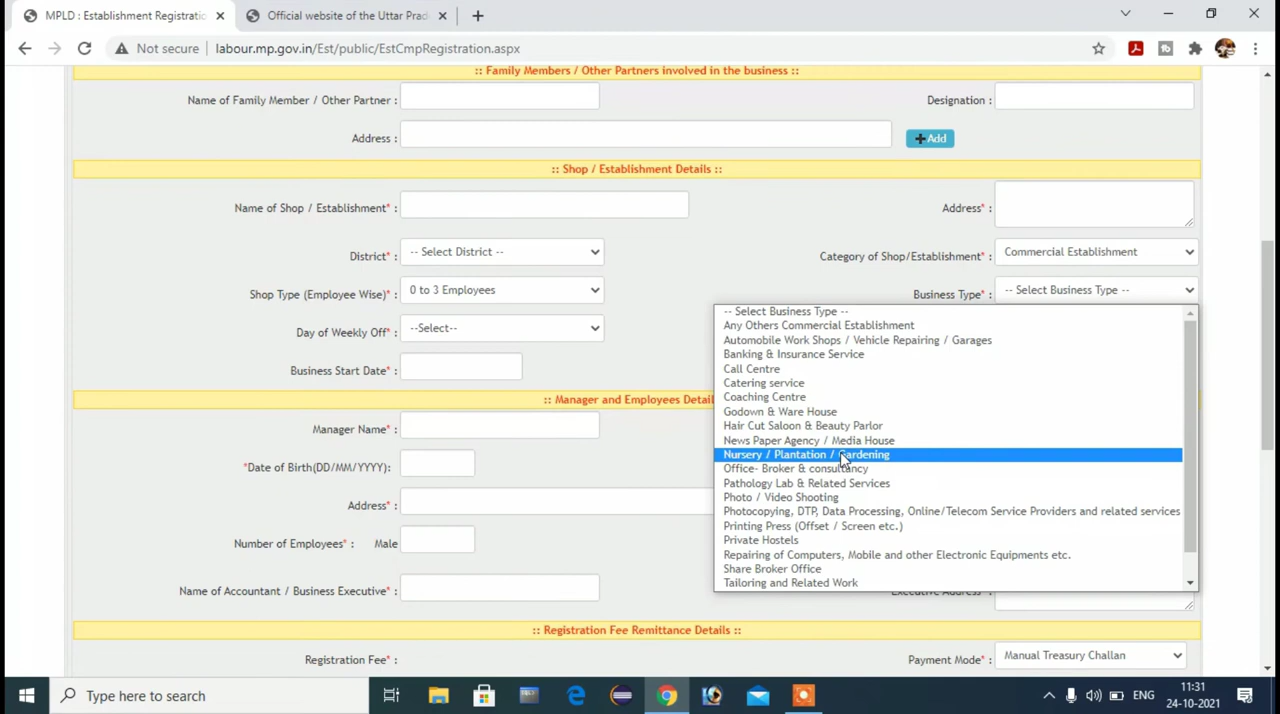 MPLD : Establishment Registratio
Official website of the Uttar Prad
Not secure | labour.mp.gov.in/Est/public/EstCmpRegistration.aspx
:: Family Members / Other Partners involved in the business ::
Name of Family Member / Other Partner :
Designation :
Address :
+Add
:: Shop / Establishment Details ::
Name of Shop / Establishment* :
Address* :
District* : -- Select District --
Category of Shop/Establishment* : Commercial Establishment
Shop Type (Employee Wise)* : 0 to 3 Employees
Business Type* : -- Select Business Type --
Day of Weekly Off* : --Select--
Business Start Date* :
-- Select Business Type --
Any Others Commercial Establishment
Automobile Work Shops / Vehicle Repairing / Garages
Banking & Insurance Service
Call Centre
Catering service
Coaching Centre
Godown & Ware House
Hair Cut Saloon & Beauty Parlor
News Paper Agency / Media House
Nursery / Plantation / Gardening
Office- Broker & consultancy
Pathology Lab & Related Services
Photo / Video Shooting
Photocopying, DTP, Data Processing, Online/Telecom Service Providers and related services
Printing Press (Offset / Screen etc.)
Private Hostels
Repairing of Computers, Mobile and other Electronic Equipments etc.
Share Broker Office
Tailoring and Related Work
:: Manager and Employees Detail
Manager Name* :
*Date of Birth(DD/MM/YYYY):
Address* :
Number of Employees* : Male
Name of Accountant / Business Executive* :
Executive Address* :
:: Registration Fee Remittance Details ::
Registration Fee* :
Payment Mode* : Manual Treasury Challan
Type here to search
ENG
11:31
24-10-2021